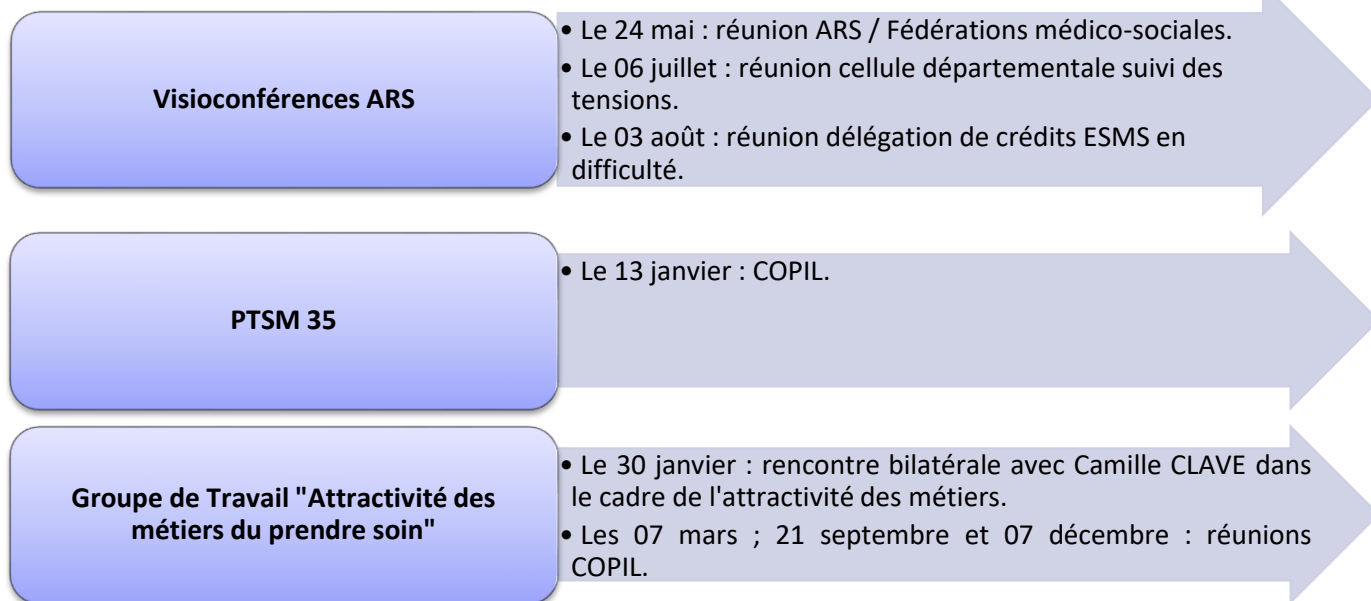 Visioconférences ARS
• Le 24 mai : réunion ARS / Fédérations médico-sociales.
• Le 06 juillet : réunion cellule départementale suivi des
tensions.
• Le 03 août : réunion délégation de crédits ESMS en
difficulté.
PTSM 35
• Le 13 janvier : COPIL.
Groupe de Travail "Attractivité des
métiers du prendre soin"
• Le 30 janvier : rencontre bilatérale avec Camille CLAVE dans
le cadre de l'attractivité des métiers.
• Les 07 mars ; 21 septembre et 07 décembre : réunions
COPIL.